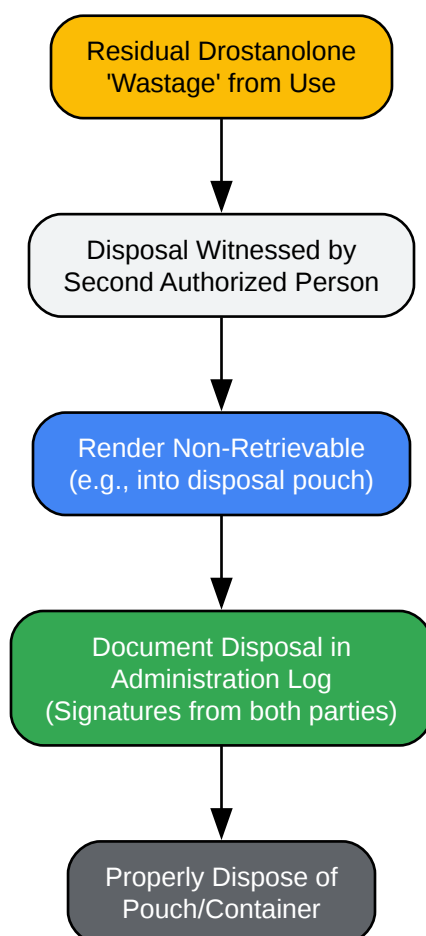 Residual Drostanolone
'Wastage' from Use
Disposal Witnessed by
Second Authorized Person
Render Non-Retrievable
(e.g., into disposal pouch)
Document Disposal in
Administration Log
(Signatures from both parties)
Properly Dispose of
Pouch/Container